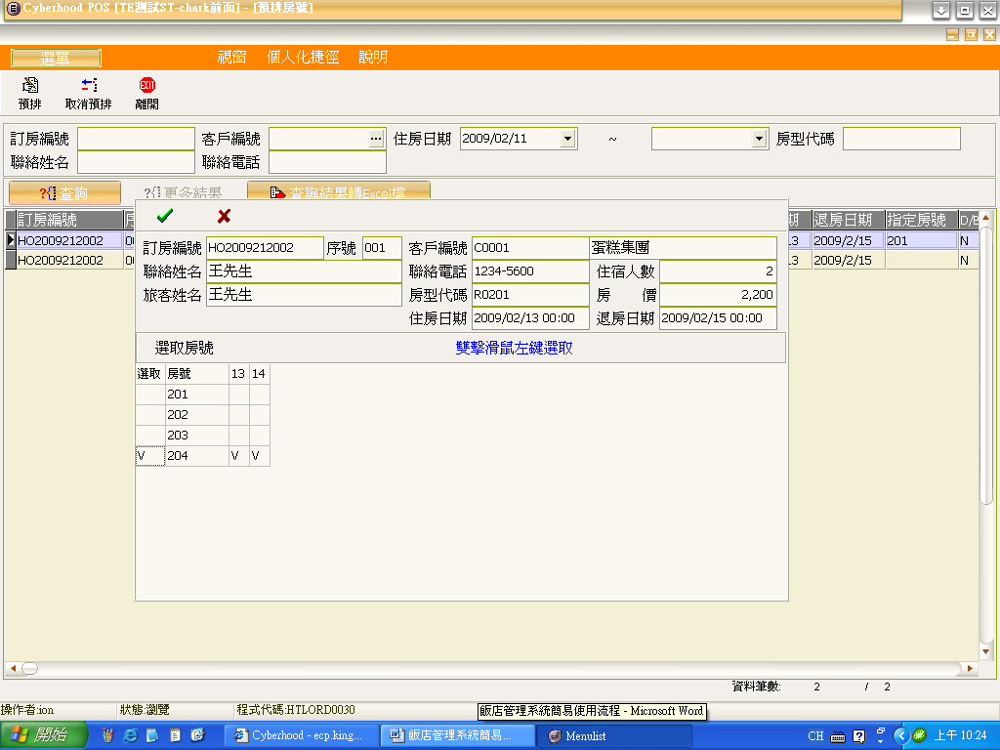 Cyberhood POS [TE測試ST-chark前面] - [預排房號]
選單 視窗 個人化捷徑 說明
EXIT
預排 取消預排 離開
訂房編號 客戶編號 ... 住房日期 2009/02/11 ~ 房型代碼
聯絡姓名 聯絡電話
?{} 查詢 ?{} 更多結果 查詢結果轉Excel檔
訂房編號 期 退房日期 指定房號 D/
HO2009212002 13 2009/2/15 201 N
HO2009212002 13 2009/2/15 N
訂房編號 HO2009212002 序號 001 客戶編號 C0001 蛋糕集團
聯絡姓名 王先生 聯絡電話 1234-5600 住宿人數 2
旅客姓名 王先生 房型代碼 R0201 房 價 2,200
住房日期 2009/02/13 00:00 退房日期 2009/02/15 00:00
選取房號 雙擊滑鼠左鍵選取
選取 房號 13 14
201
202
203
V 204 V V
資料筆數: 2 / 2
操作者:ion 狀態:瀏覽 程式代碼:HTLORD0030
飯店管理系統簡易使用流程 - Microsoft Word
開始 Cyberhood - ecp king... 飯店管理系統簡易... Menulist CH 上午 10:24